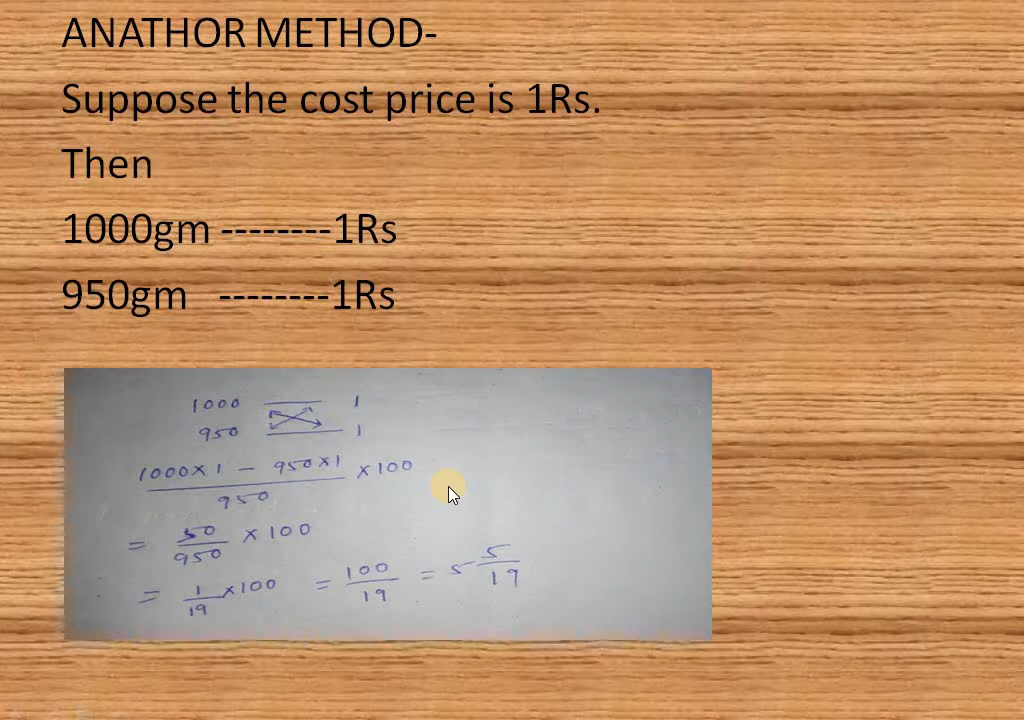 ANATHOR METHOD-
Suppose the cost price is 1Rs.
Then
1000gm --------1Rs
950gm --------1Rs
1000 1
950 1
1000×1 - 950×1 ×100
950
= 50/950 × 100
= 1/19 ×100 = 100/19 = 5 5/19